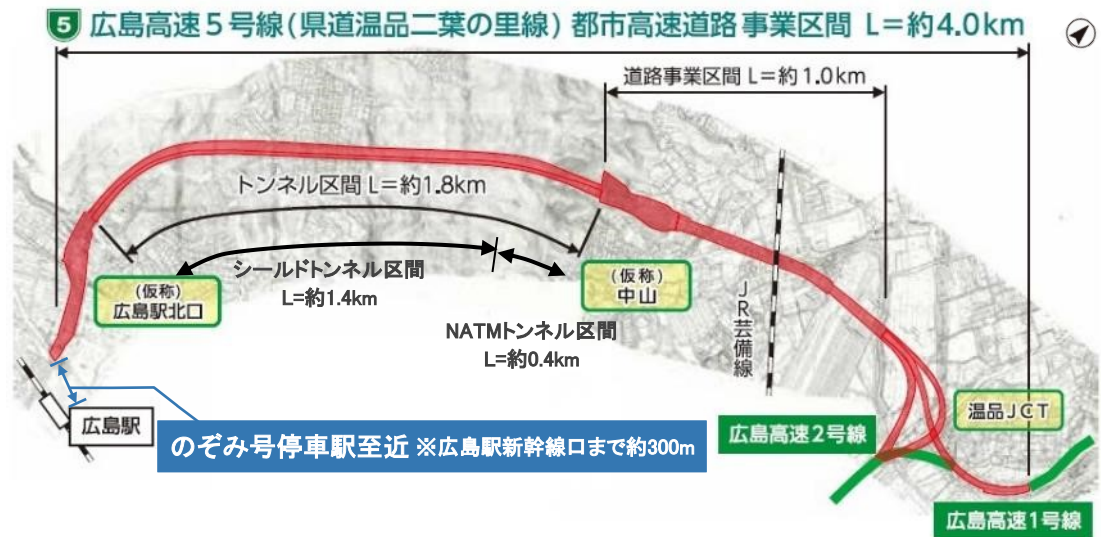 5 広島高速5号線(県道温品二葉の里線) 都市高速道路 事業区間 L=約4.0km
道路事業区間 L=約1.0km
トンネル区間 L=約1.8km
シールドトンネル区間
L=約1.4km
(仮称)
広島駅北口
(仮称)
中山
NATMトンネル区間
L=約0.4km
JR芸備線
温品JCT
広島駅
のぞみ号停車駅至近 ※広島駅新幹線口まで約300m
広島高速2号線
広島高速1号線